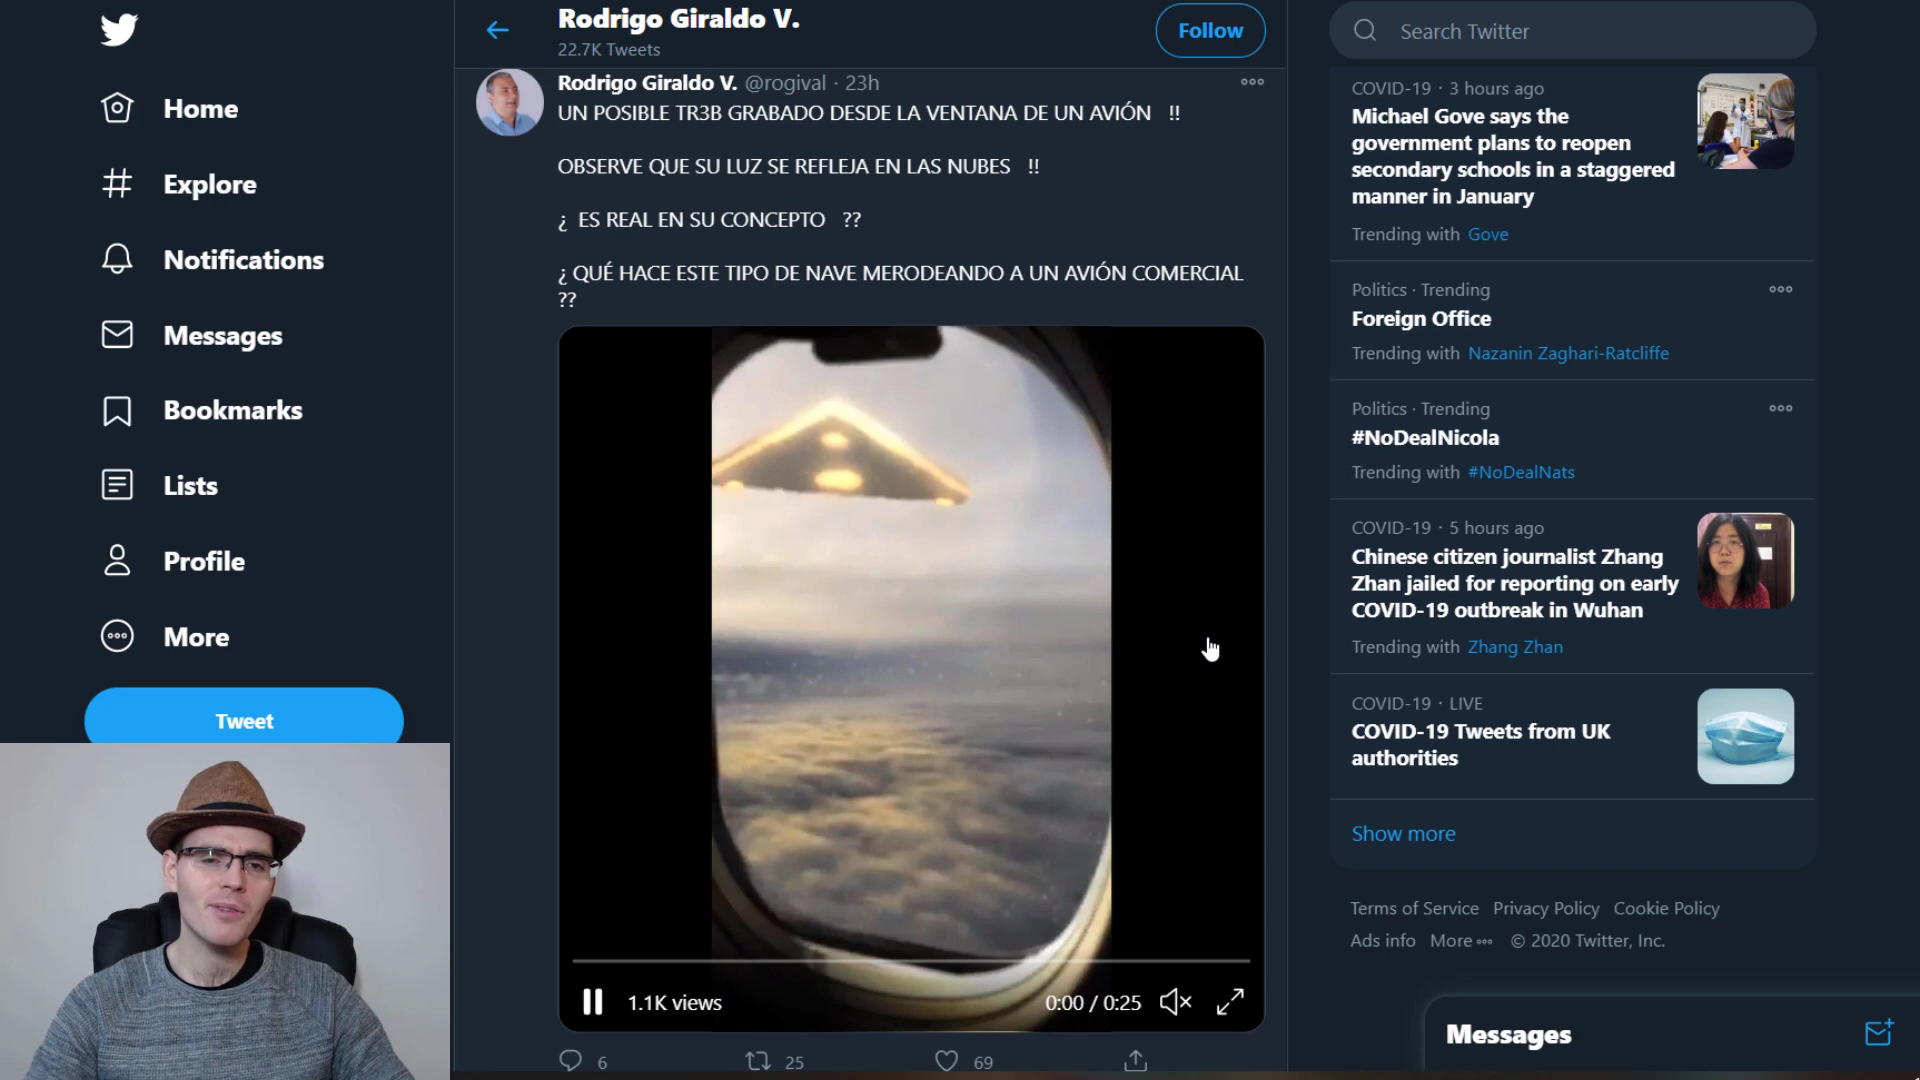 Home
Explore
Notifications
Messages
Bookmarks
Lists
Profile
More
Tweet
Rodrigo Giraldo V.
22.7K Tweets
Follow
Rodrigo Giraldo V. @rogival · 23h
UN POSIBLE TR3B GRABADO DESDE LA VENTANA DE UN AVIÓN !!
OBSERVE QUE SU LUZ SE REFLEJA EN LAS NUBES !!
¿ ES REAL EN SU CONCEPTO ??
¿ QUÉ HACE ESTE TIPO DE NAVE MERODEANDO A UN AVIÓN COMERCIAL
??
1.1K views
0:00 / 0:25
6
25
69
Search Twitter
COVID-19 · 3 hours ago
Michael Gove says the
government plans to reopen
secondary schools in a staggered
manner in January
Trending with Gove
Politics · Trending
Foreign Office
Trending with Nazanin Zaghari-Ratcliffe
Politics · Trending
#NoDealNicola
Trending with #NoDealNats
COVID-19 · 5 hours ago
Chinese citizen journalist Zhang
Zhan jailed for reporting on early
COVID-19 outbreak in Wuhan
Trending with Zhang Zhan
COVID-19 · LIVE
COVID-19 Tweets from UK
authorities
Show more
Terms of Service Privacy Policy Cookie Policy
Ads info More © 2020 Twitter, Inc.
Messages